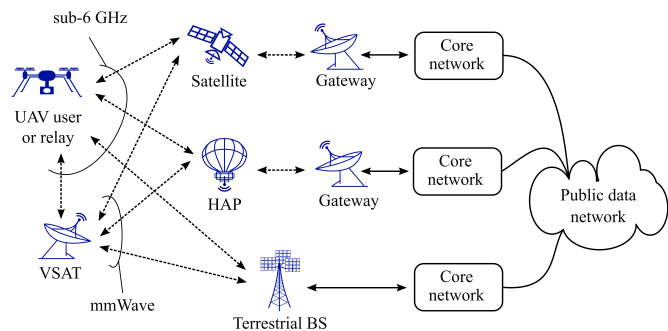 sub-6 GHz
Satellite
Gateway
Core
network
UAV user
or relay
HAP
Gateway
Core
network
Public data
network
VSAT
mmWave
Terrestrial BS
Core
network